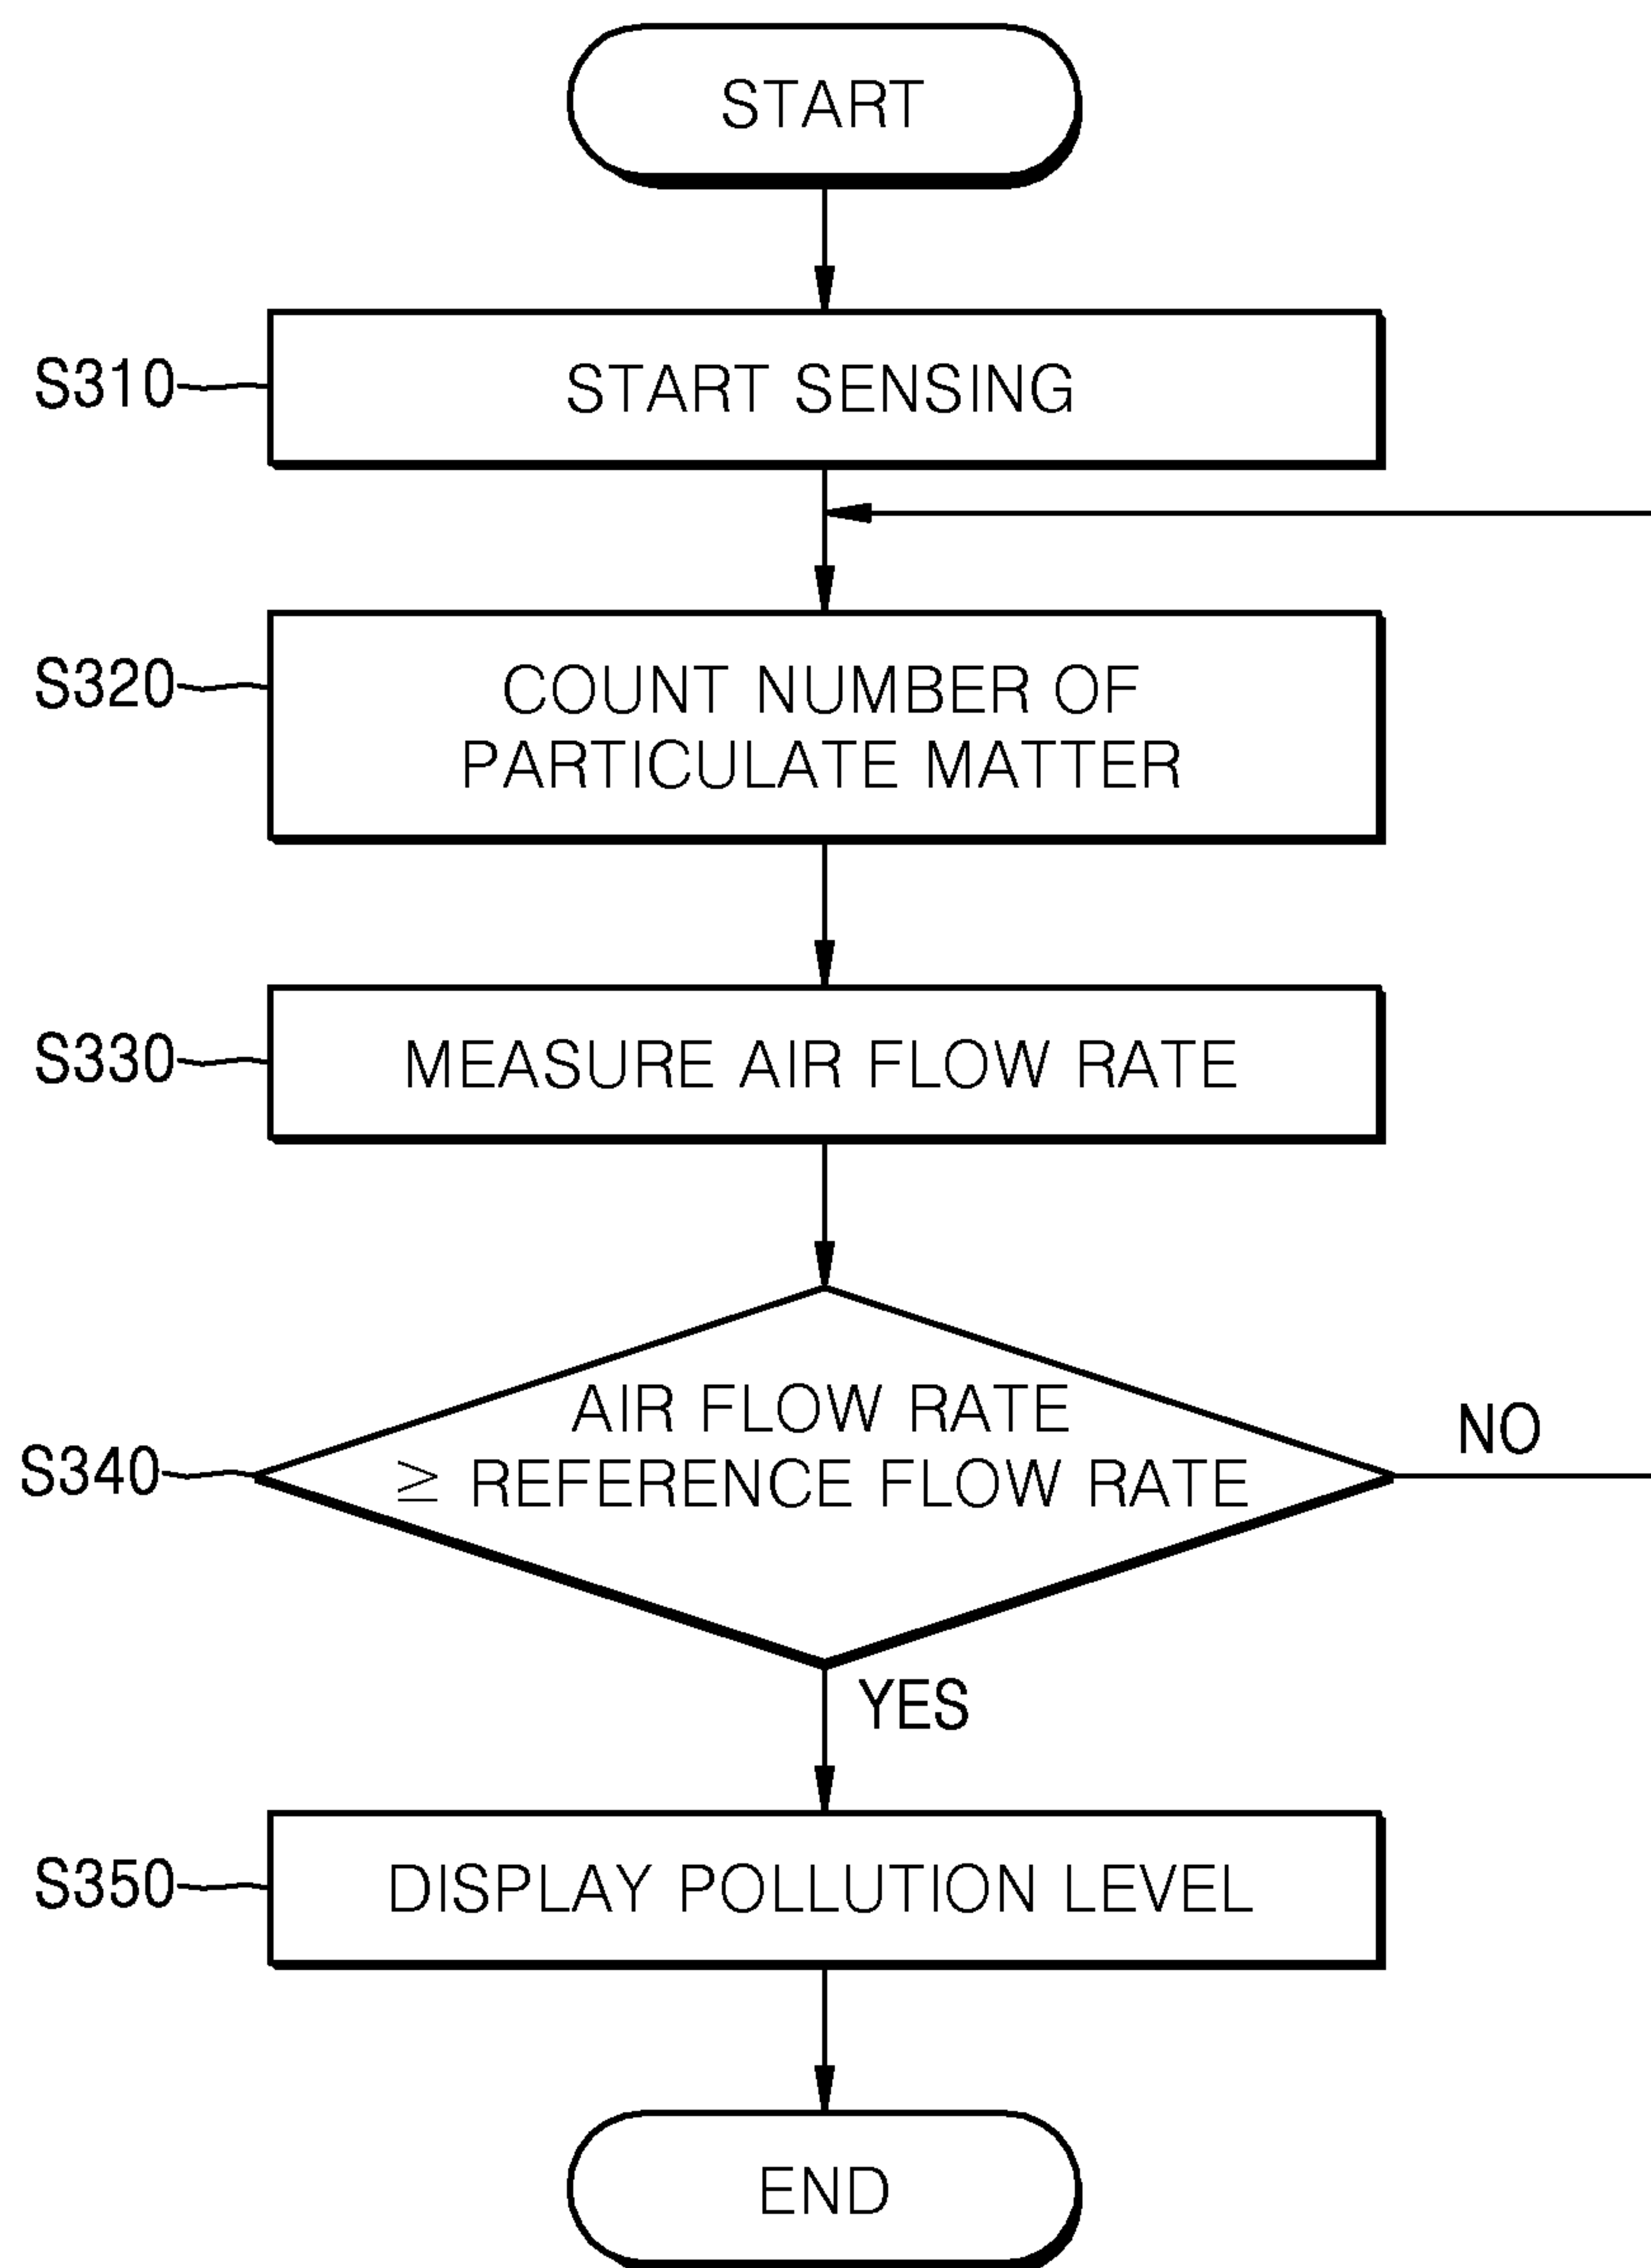 START
S310
START SENSING
S320
COUNT NUMBER OF
PARTICULATE MATTER
S330
MEASURE AIR FLOW RATE
S340
AIR FLOW RATE
≥ REFERENCE FLOW RATE
NO
YES
S350
DISPLAY POLLUTION LEVEL
END